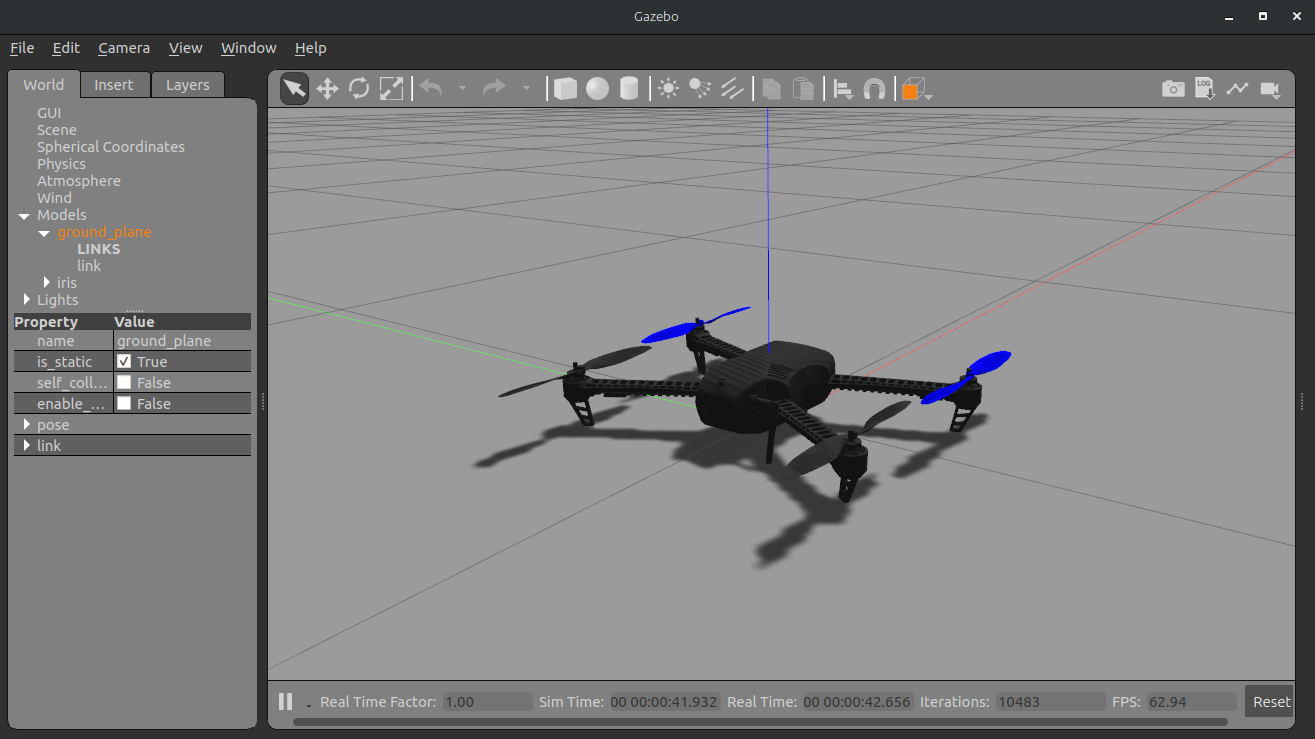 Gazebo
File Edit Camera View Window Help
World Insert Layers
LOG
GUI
Scene
Spherical Coordinates
Physics
Atmosphere
Wind
Models
ground_plane
LINKS
link
iris
Lights
Property Value
name ground_plane
is_static True
self_coll... False
enable_... False
pose
link
Real Time Factor: 1.00 Sim Time: 00 00:00:41.932 Real Time: 00 00:00:42.656 Iterations: 10483 FPS: 62.94 Reset